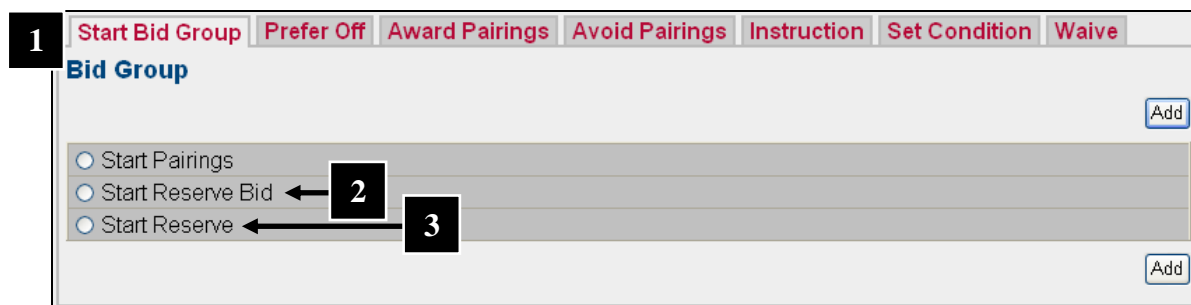 1 Start Bid Group Prefer Off Award Pairings Avoid Pairings Instruction Set Condition Waive
Bid Group
Add
Start Pairings
Start Reserve Bid 2
Start Reserve 3
Add